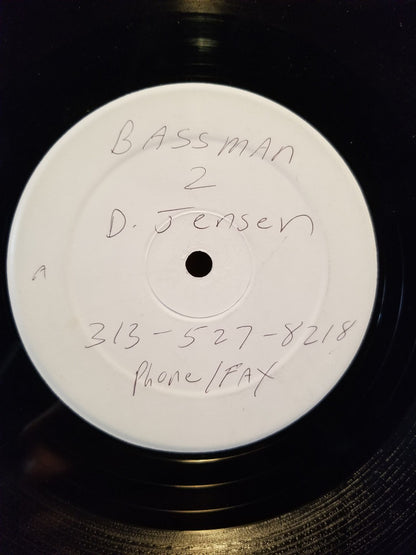 BASSMAN
2
D. Jensen
A
313-527-8218
Phone/FAX